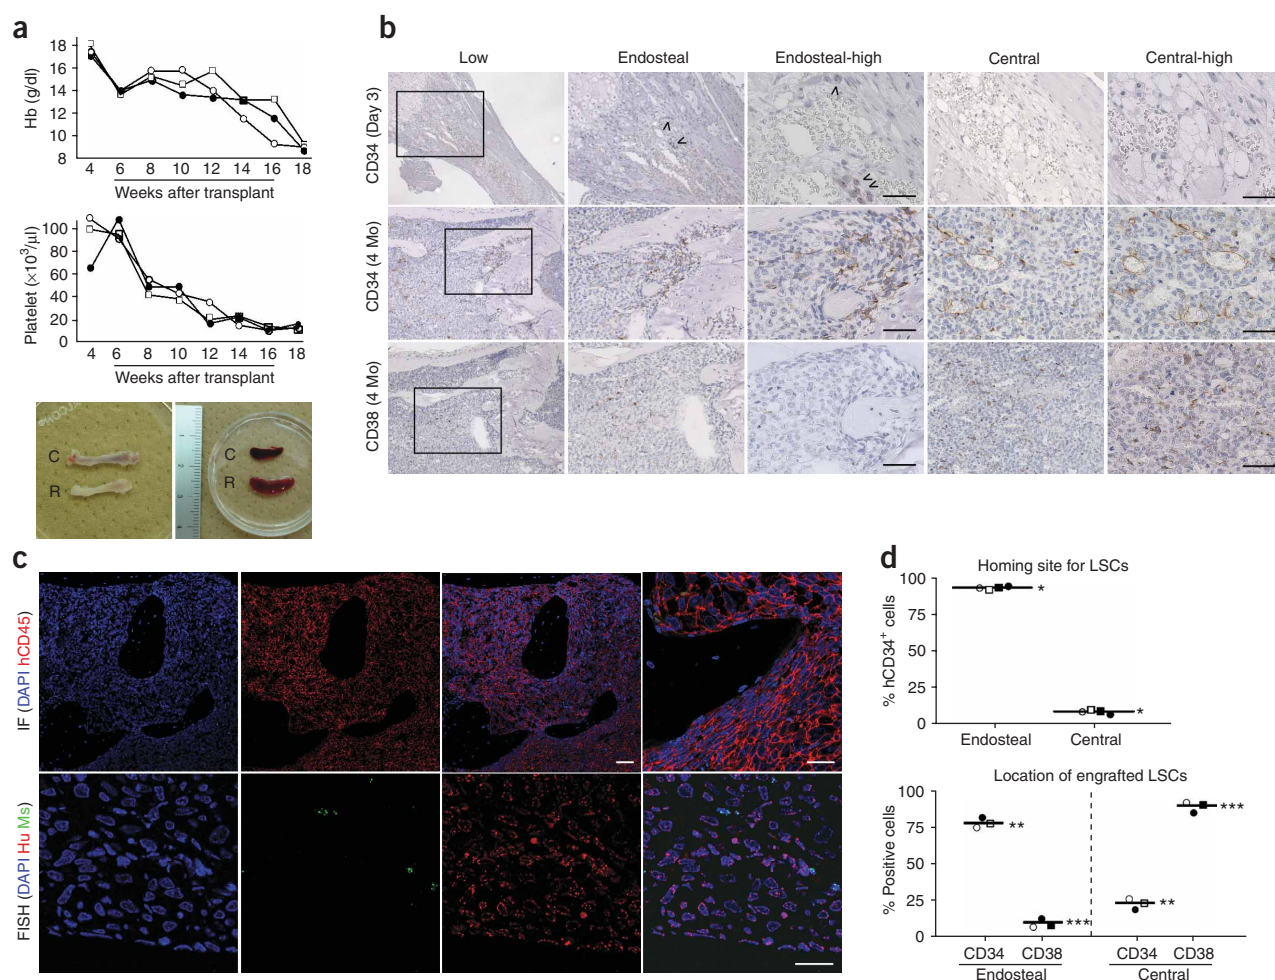 a
Hb (g/dl)
18
16
14
12
10
8
4 6 8 10 12 14 16 18
Weeks after transplant
Platelet (×10³/µl)
100
80
60
40
20
0
4 6 8 10 12 14 16 18
Weeks after transplant
C
R
C
R
b
Low Endosteal Endosteal-high Central Central-high
CD34 (Day 3)
CD34 (4 Mo)
CD38 (4 Mo)
c
IF (DAPI hCD45)
FISH (DAPI Hu Ms)
d
Homing site for LSCs
% hCD34⁺ cells
100
75
50
25
0
*
*
Endosteal Central
Location of engrafted LSCs
% Positive cells
100
75
50
25
0
**
***
**
***
CD34 CD38 CD34 CD38
Endosteal Central